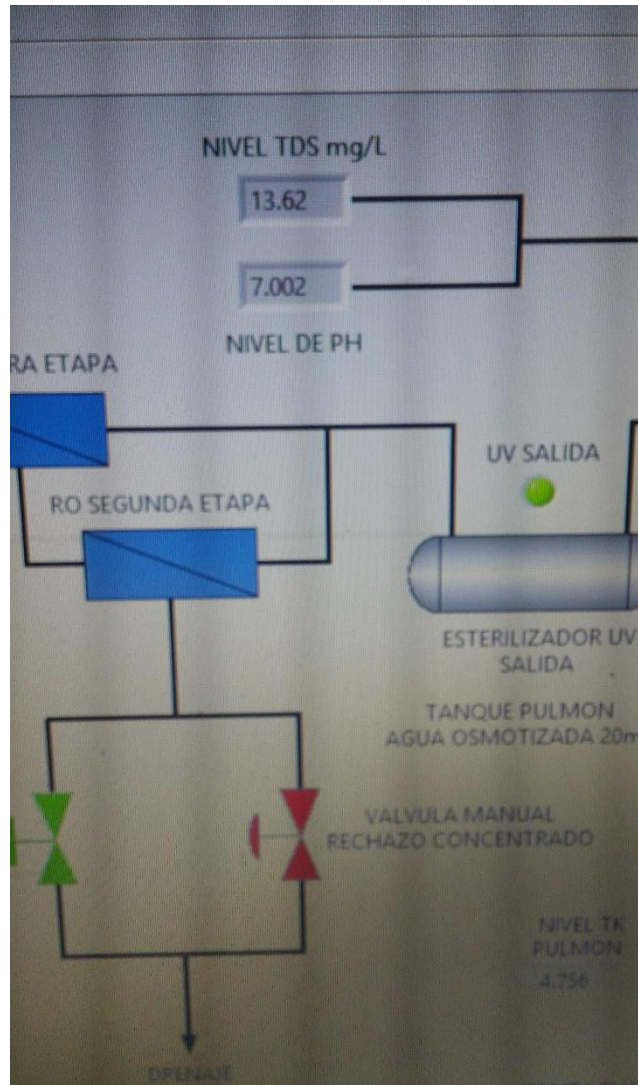 NIVEL TDS mg/L
13.62
7.002
NIVEL DE PH
RA ETAPA
UV SALIDA
RO SEGUNDA ETAPA
ESTERILIZADOR UV
SALIDA
TANQUE PULMON
AGUA OSMOTIZADA 20m
VALVULA MANUAL
RECHAZO CONCENTRADO
NIVEL TK
PULMON
4.756
DRENAJE